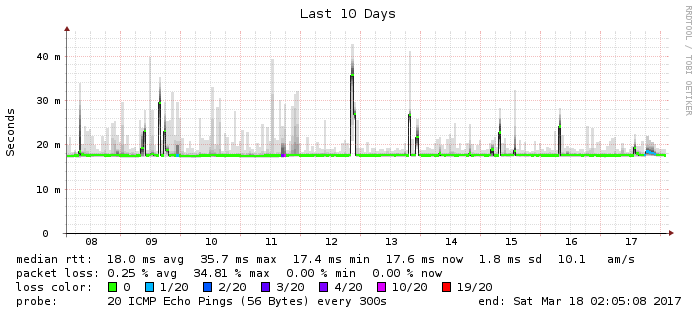 Last 10 Days
RRDTOOL / TOBI OETIKER
Seconds
40 m
30 m
20 m
10 m
0
08 09 10 11 12 13 14 15 16 17
median rtt: 18.0 ms avg 35.7 ms max 17.4 ms min 17.6 ms now 1.8 ms sd 10.1 am/s
packet loss: 0.25 % avg 34.81 % max 0.00 % min 0.00 % now
loss color: 0 1/20 2/20 3/20 4/20 10/20 19/20
probe: 20 ICMP Echo Pings (56 Bytes) every 300s end: Sat Mar 18 02:05:08 2017